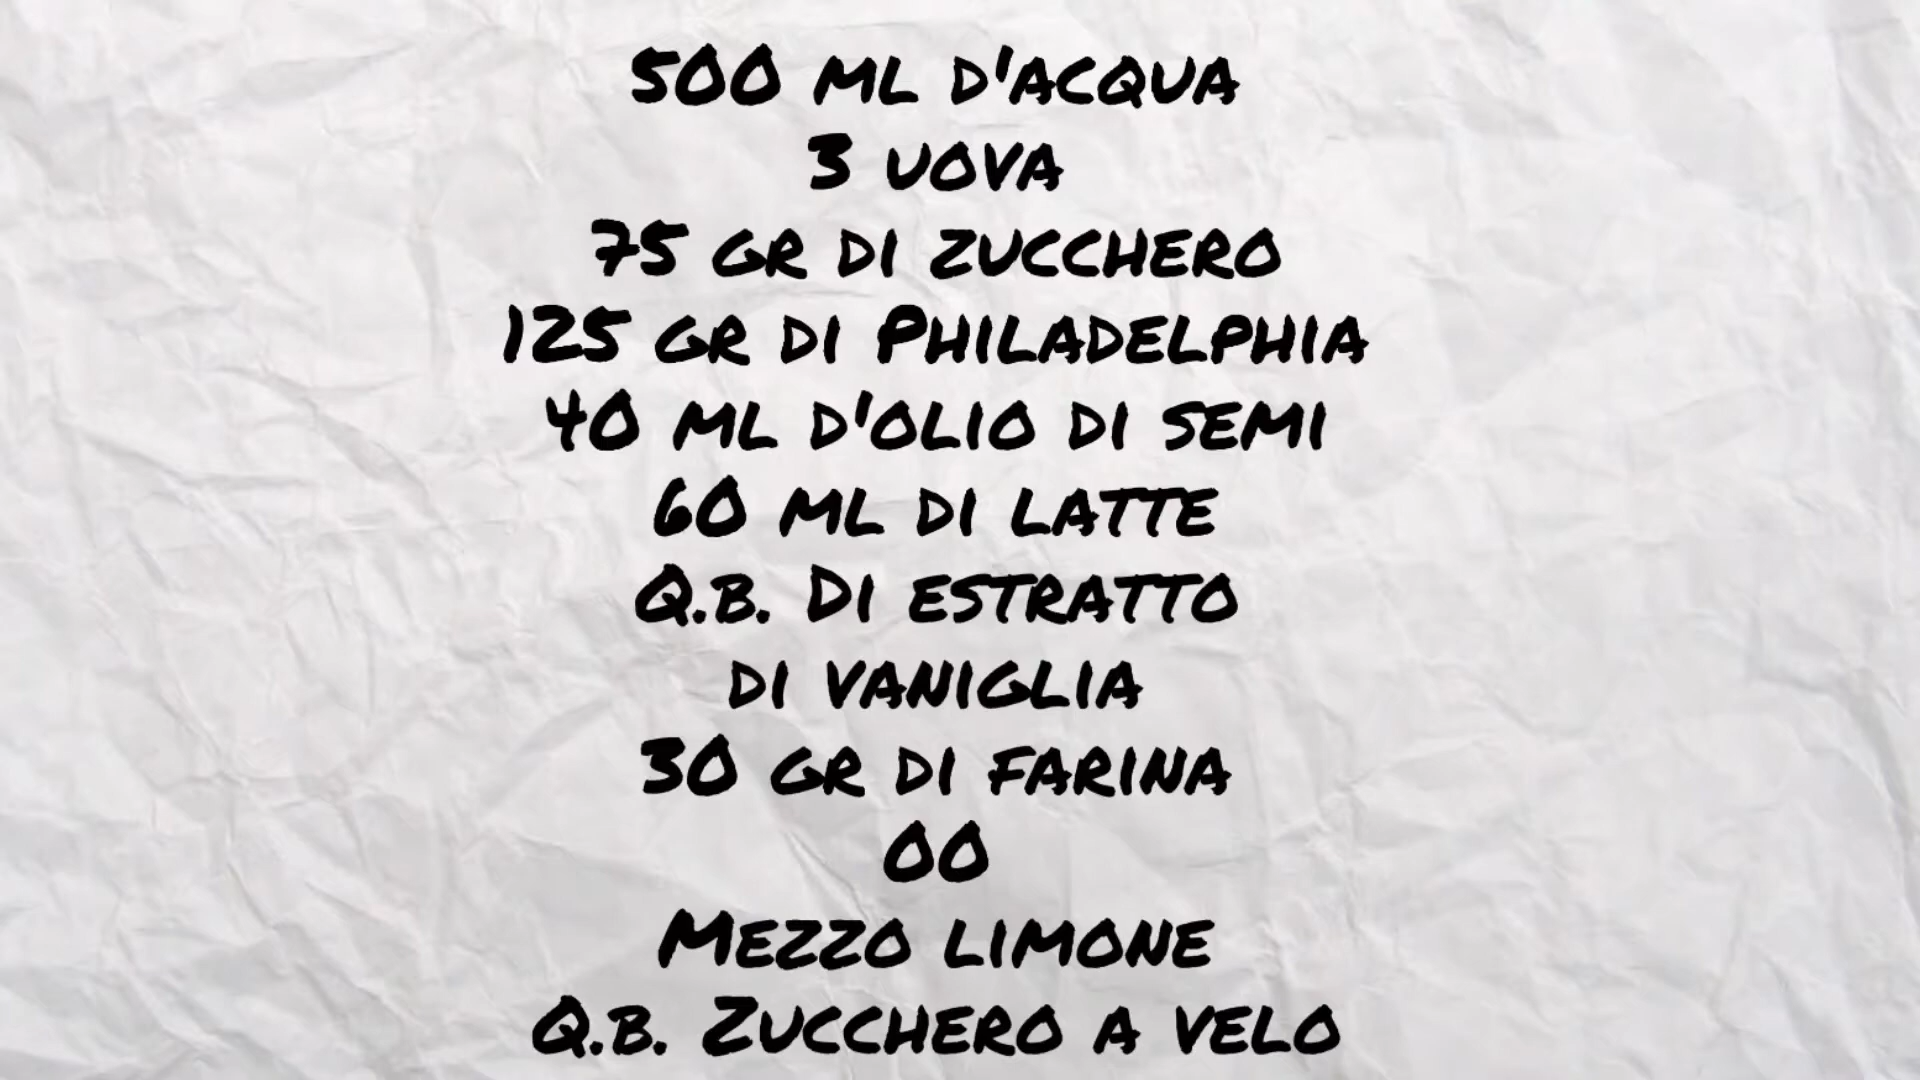 500 ml d'acqua
3 uova
75 gr di zucchero
125 gr di Philadelphia
40 ml d'olio di semi
60 ml di latte
Q.b. Di estratto
di vaniglia
30 gr di farina
00
Mezzo limone
Q.b. Zucchero a velo